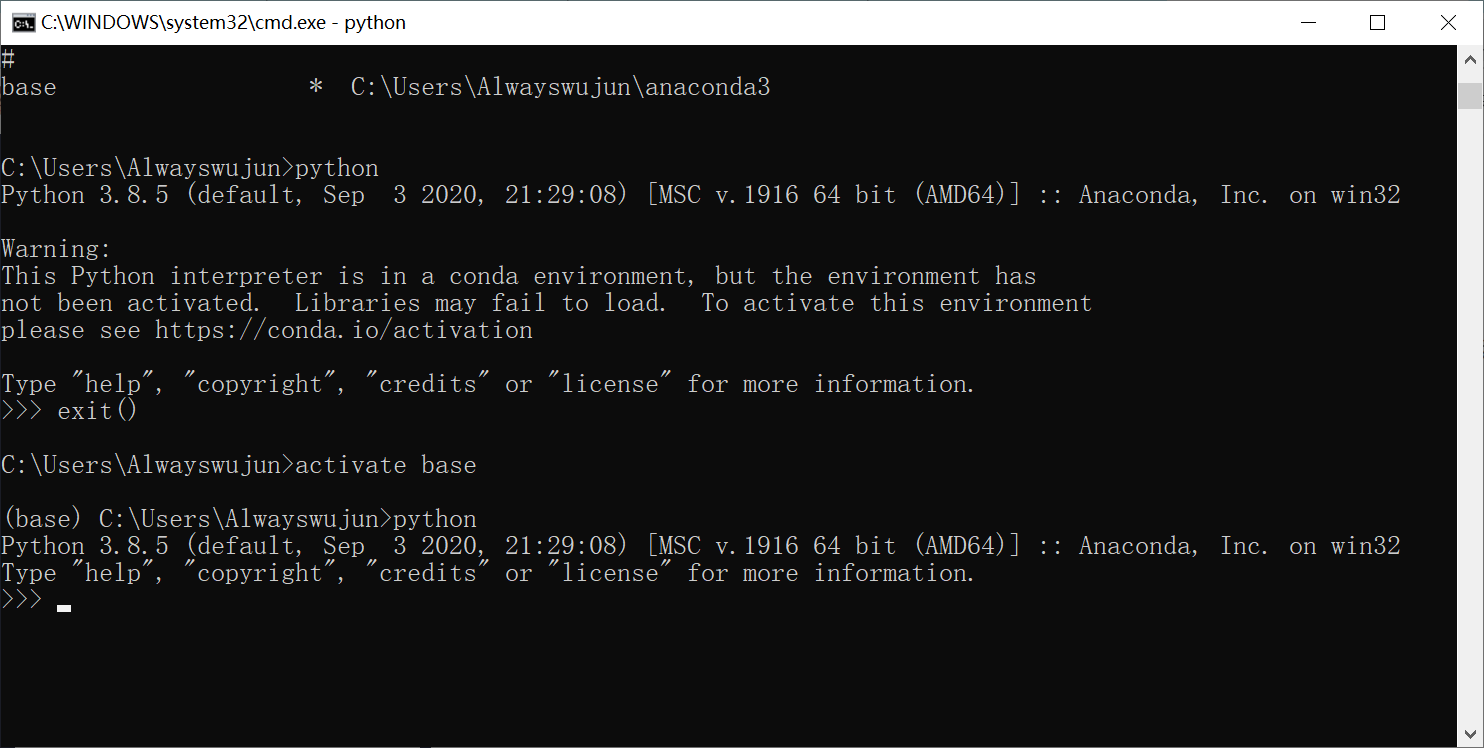 C:\WINDOWS\system32\cmd.exe - python
#
base                  *  C:\Users\Alwayswujun\anaconda3
C:\Users\Alwayswujun>python
Python 3.8.5 (default, Sep  3 2020, 21:29:08) [MSC v.1916 64 bit (AMD64)] :: Anaconda, Inc. on win32
Warning:
This Python interpreter is in a conda environment, but the environment has
not been activated.  Libraries may fail to load.  To activate this environment
please see https://conda.io/activation
Type "help", "copyright", "credits" or "license" for more information.
>>> exit()
C:\Users\Alwayswujun>activate base
(base) C:\Users\Alwayswujun>python
Python 3.8.5 (default, Sep  3 2020, 21:29:08) [MSC v.1916 64 bit (AMD64)] :: Anaconda, Inc. on win32
Type "help", "copyright", "credits" or "license" for more information.
>>>